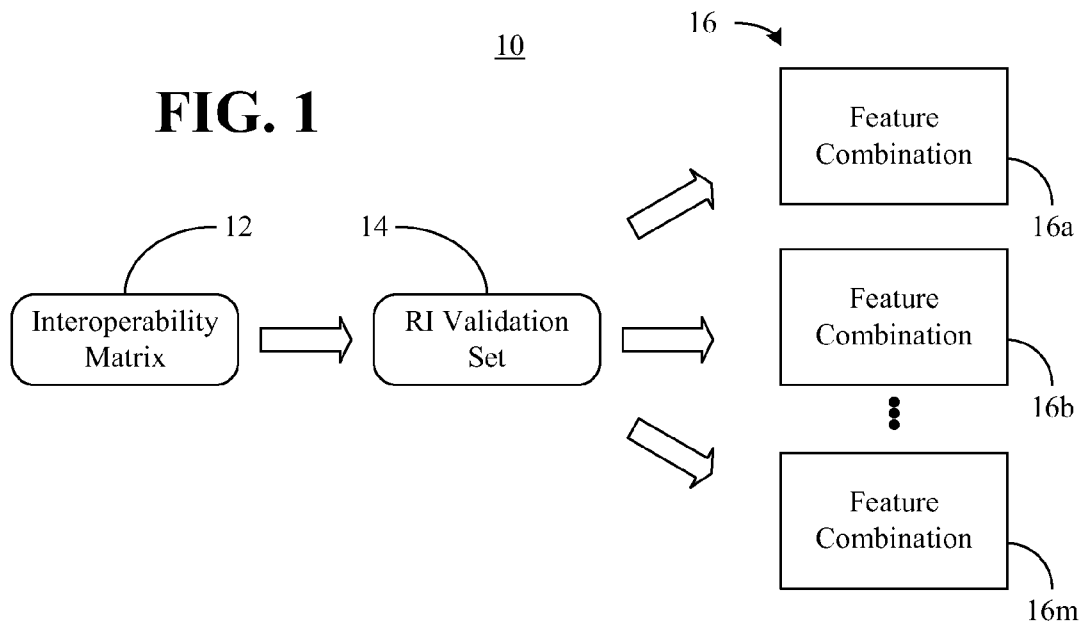 10
16
FIG. 1
Feature
Combination
16a
12
14
Interoperability
Matrix
RI Validation
Set
Feature
Combination
16b
Feature
Combination
16m